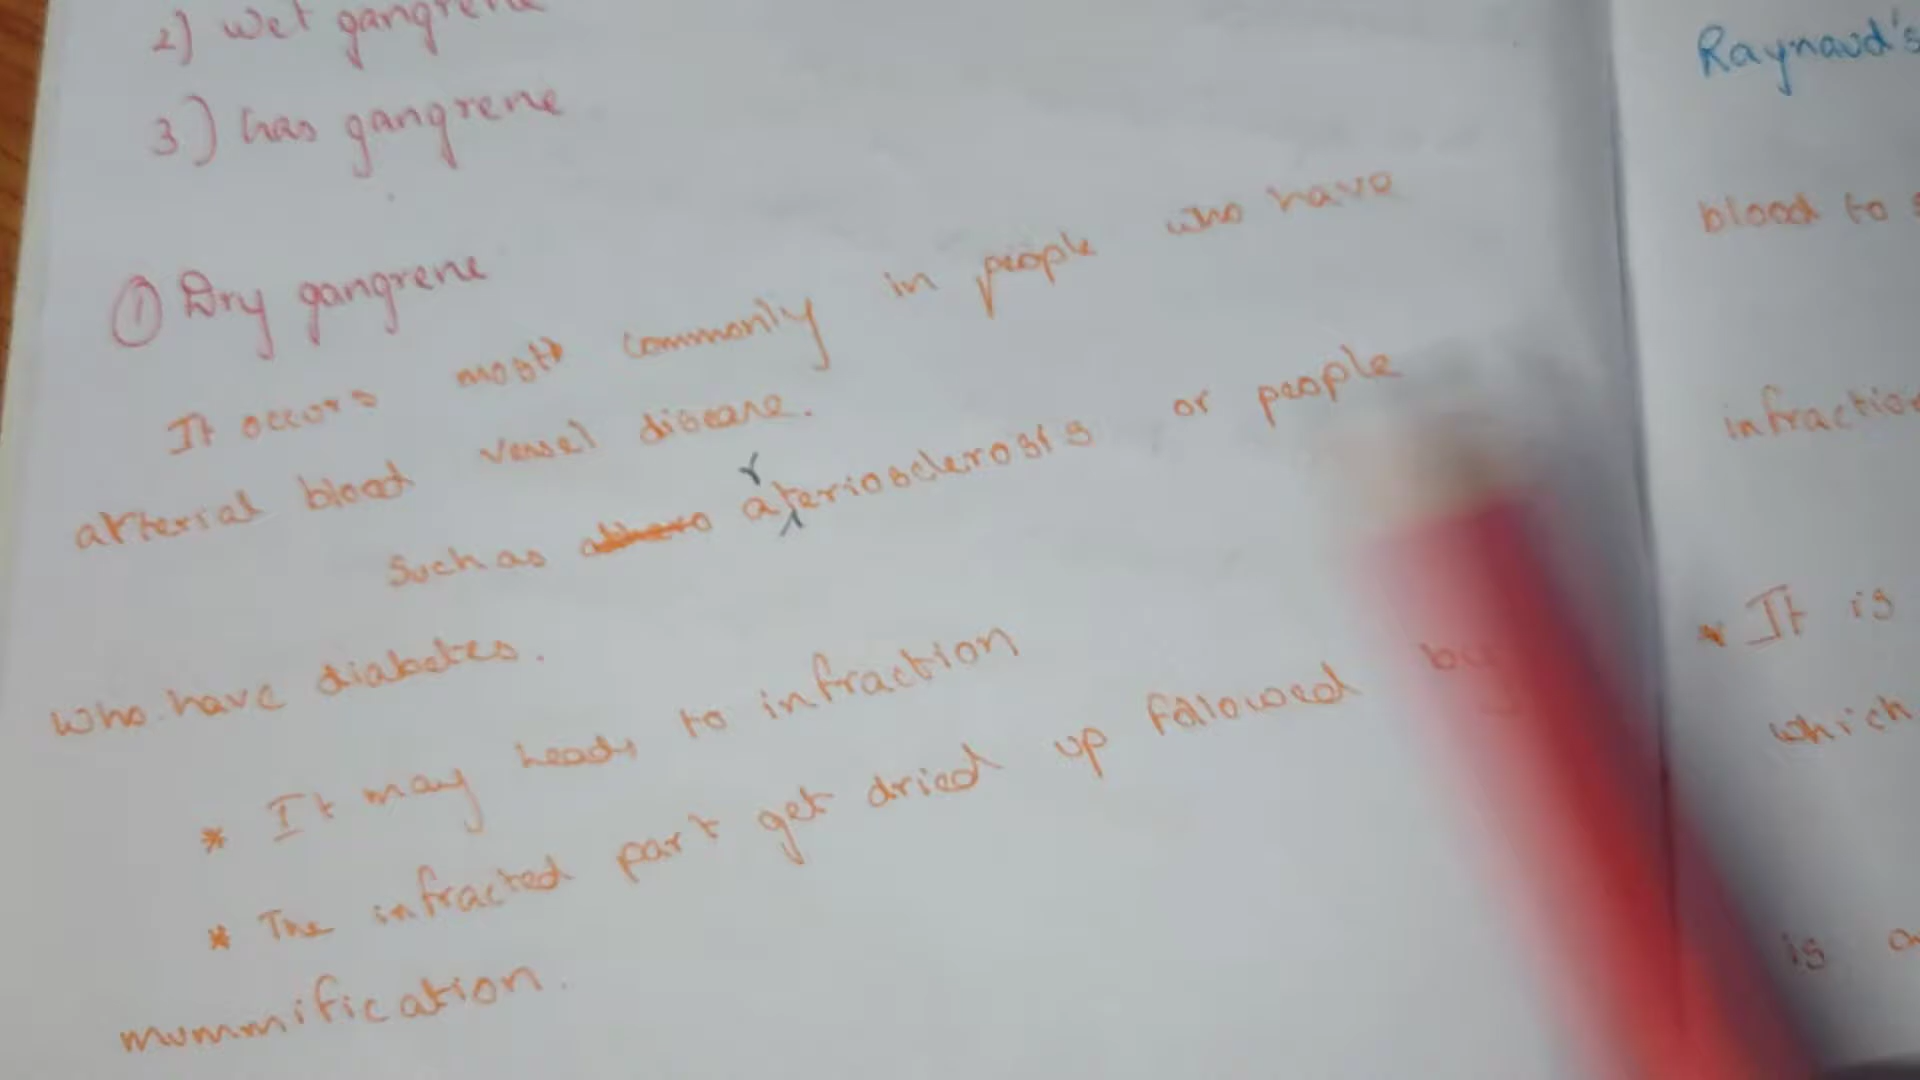 2) Wet gangrene
3) Gas gangrene
① Dry gangrene
It occurs most commonly in people who have
arterial blood vessel disease.
Such as arteriosclerosis or people
who have diabetes.
* It may leads to infraction
* The infracted part get dried up followed by
mummification.
Raynaud's
blood to
infraction
* It is
which
is